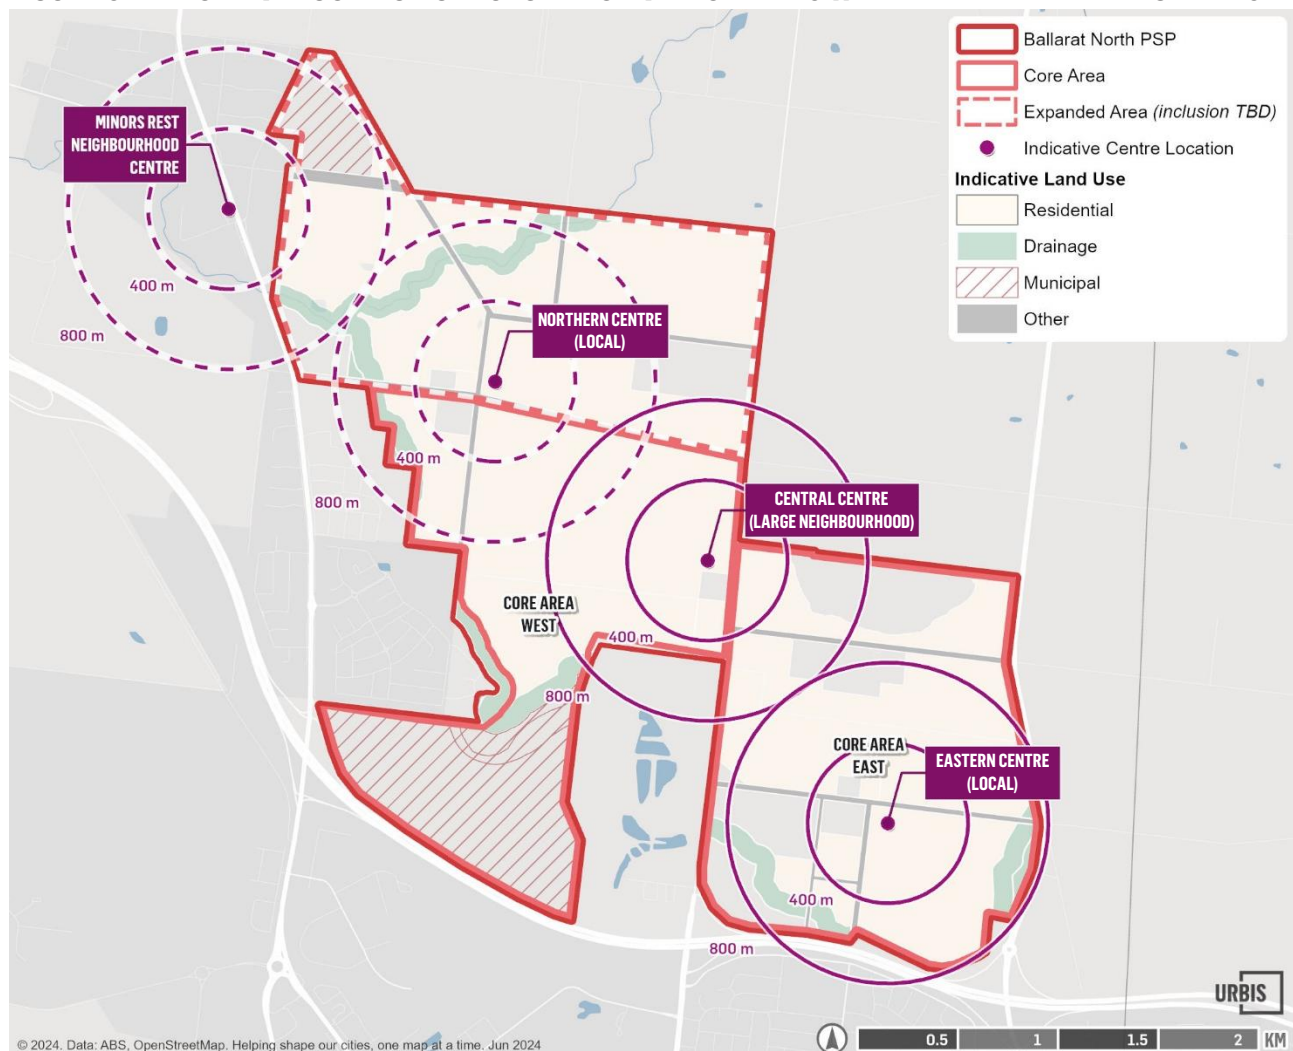 Ballarat North PSP
Core Area
Expanded Area (inclusion TBD)
Indicative Centre Location
Indicative Land Use
Residential
Drainage
Municipal
Other
MINORS REST
NEIGHBOURHOOD
CENTRE
400 m
800 m
NORTHERN CENTRE
(LOCAL)
400 m
800 m
CENTRAL CENTRE
(LARGE NEIGHBOURHOOD)
CORE AREA
WEST
400 m
800 m
CORE AREA
EAST
EASTERN CENTRE
(LOCAL)
400 m
800 m
URBIS
© 2024. Data: ABS, OpenStreetMap. Helping shape our cities, one map at a time. Jun 2024
0.5 1 1.5 2 KM